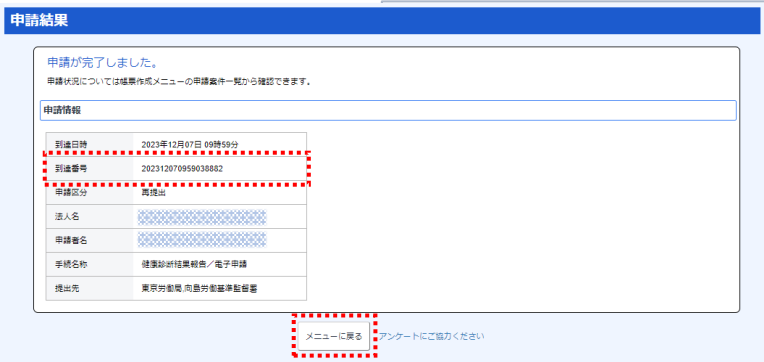 申請結果
申請が完了しました。
申請状況については帳票作成メニューの申請案件一覧から確認できます。
申請情報
到達日時 2023年12月07日 09時59分
到達番号 202312070959038882
申請区分 再提出
法人名
申請者名
手続名称 健康診断結果報告／電子申請
提出先 東京労働局,向島労働基準監督署
メニューに戻る アンケートにご協力ください